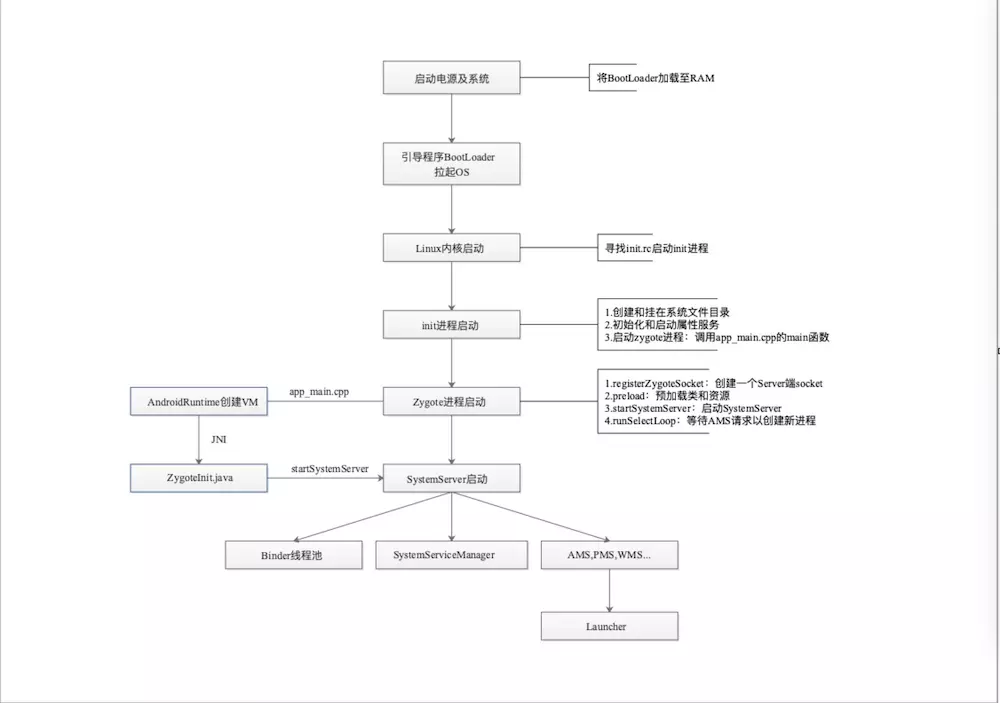 启动电源及系统
将BootLoader加载至RAM
引导程序BootLoader
拉起OS
Linux内核启动
寻找init.rc启动init进程
init进程启动
1.创建和挂在系统文件目录
2.初始化和启动属性服务
3.启动zygote进程：调用app_main.cpp的main函数
AndroidRuntime创建VM
app_main.cpp
Zygote进程启动
1.registerZygoteSocket：创建一个Server端socket
2.preload：预加载类和资源
3.startSystemServer：启动SystemServer
4.runSelectLoop：等待AMS请求以创建新进程
JNI
ZygoteInit.java
startSystemServer
SystemServer启动
Binder线程池
SystemServiceManager
AMS,PMS,WMS...
Launcher